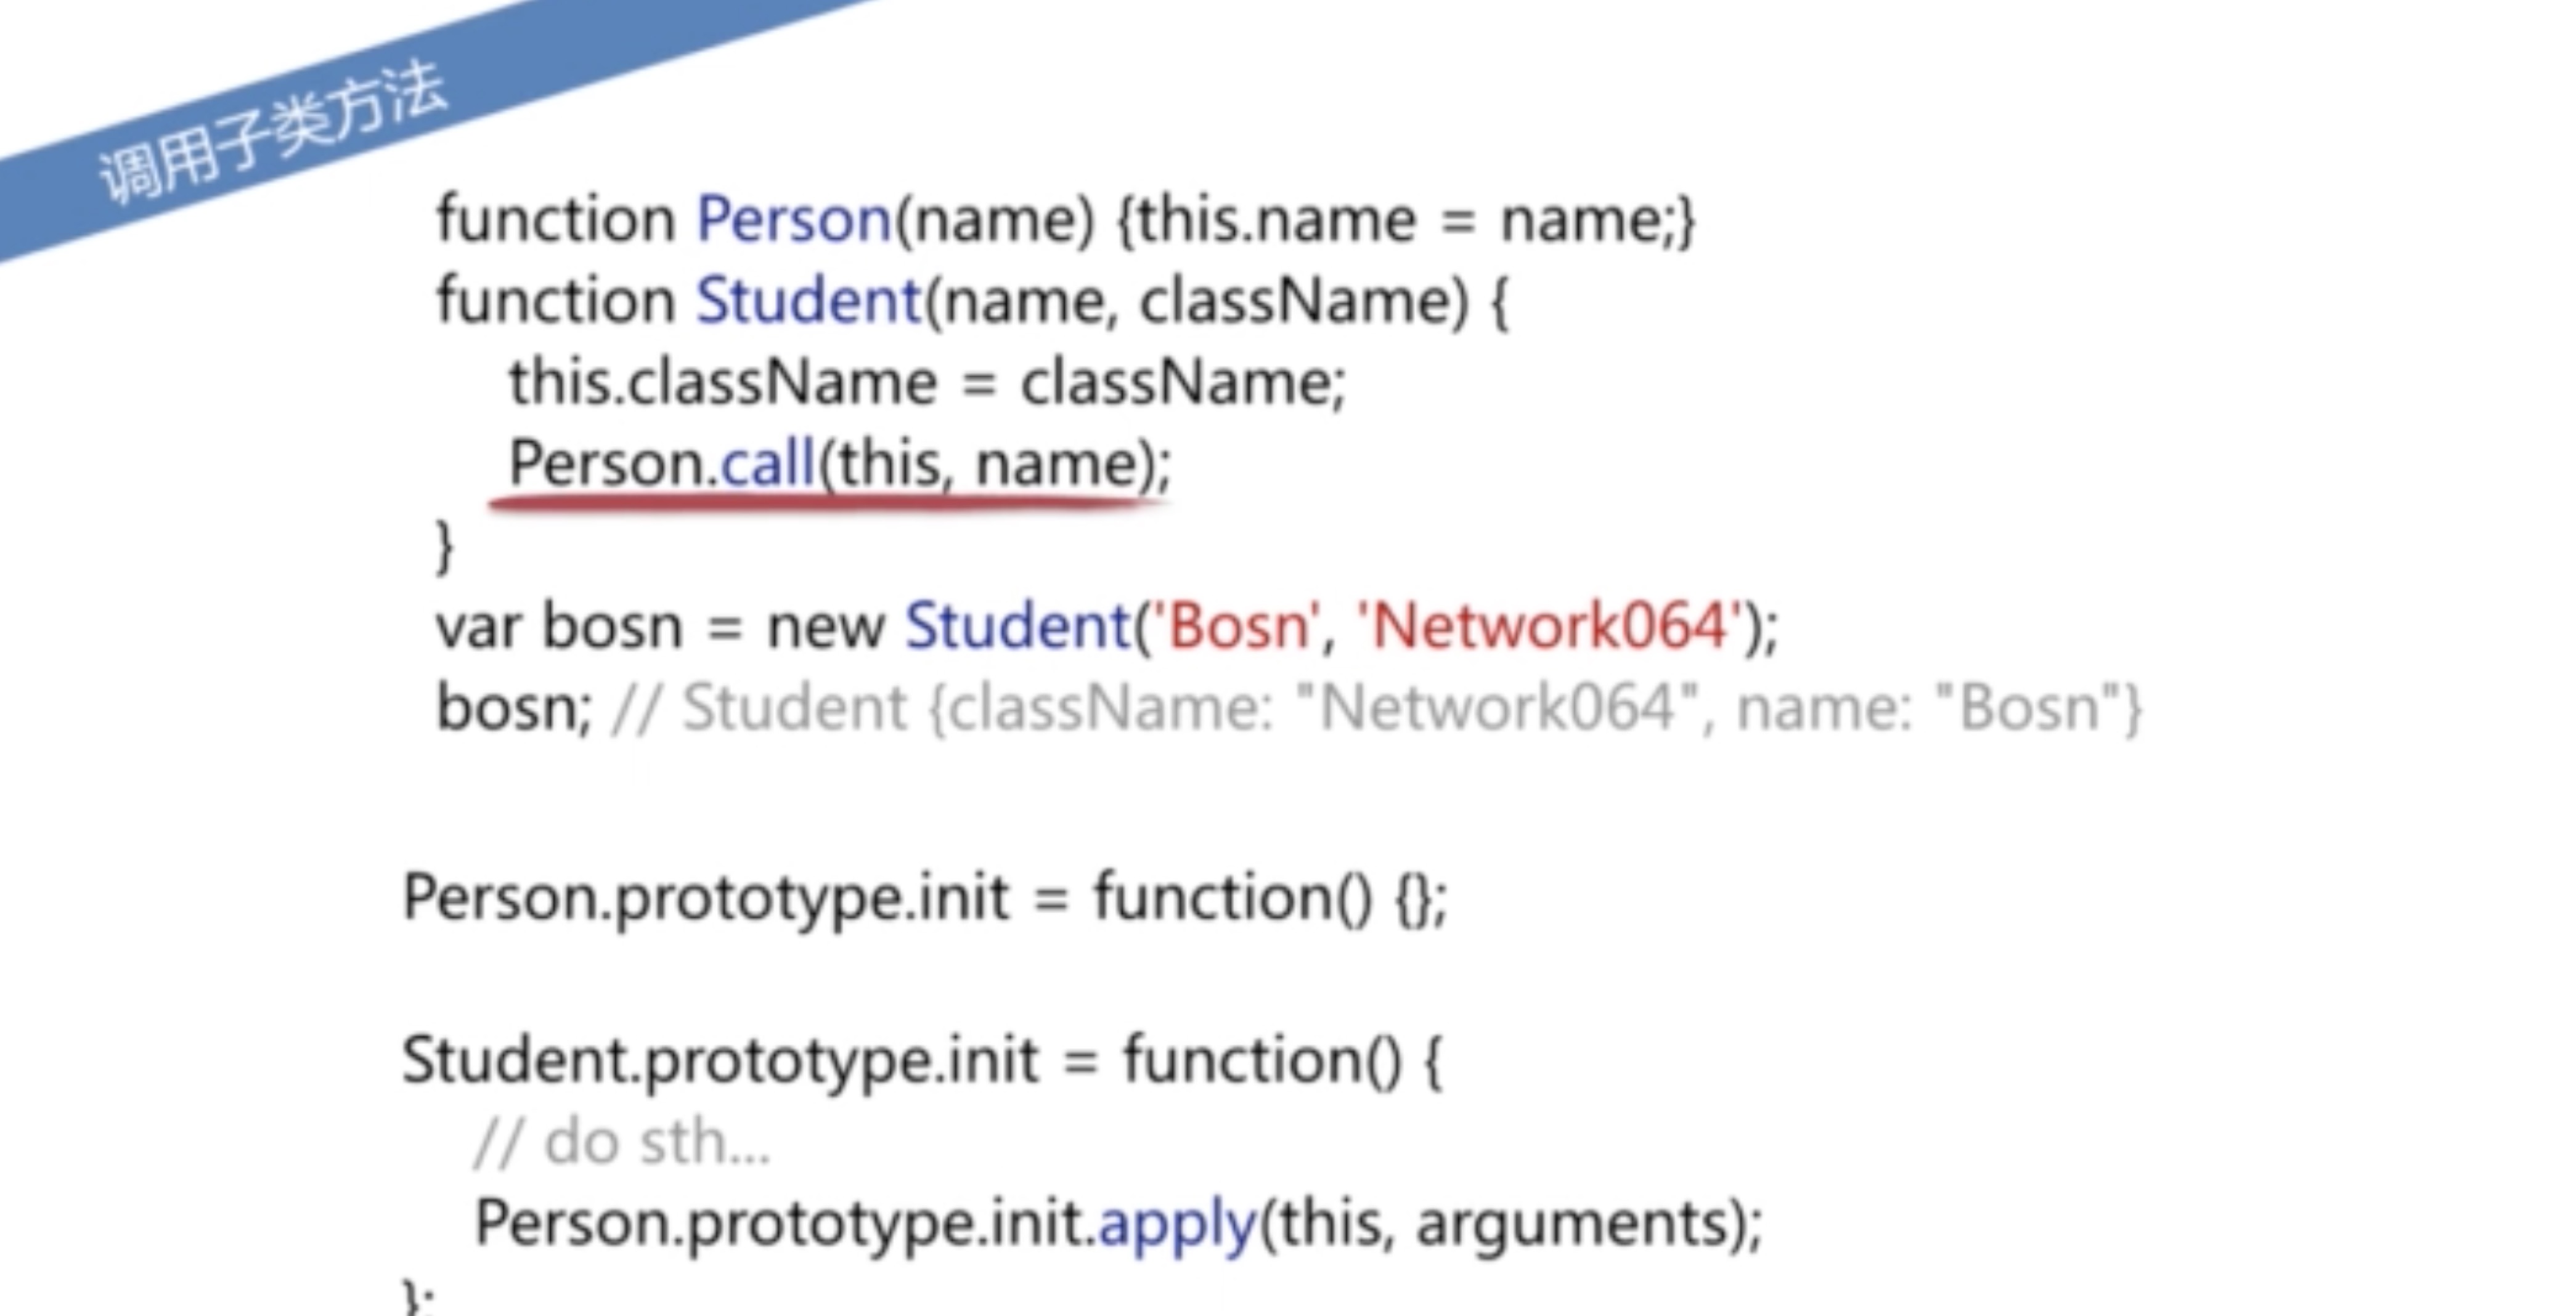 调用子类方法
function Person(name) {this.name = name;}
function Student(name, className) {
this.className = className;
Person.call(this, name);
}
var bosn = new Student('Bosn', 'Network064');
bosn; // Student {className: "Network064", name: "Bosn"}
Person.prototype.init = function() {};
Student.prototype.init = function() {
// do sth...
Person.prototype.init.apply(this, arguments);
};